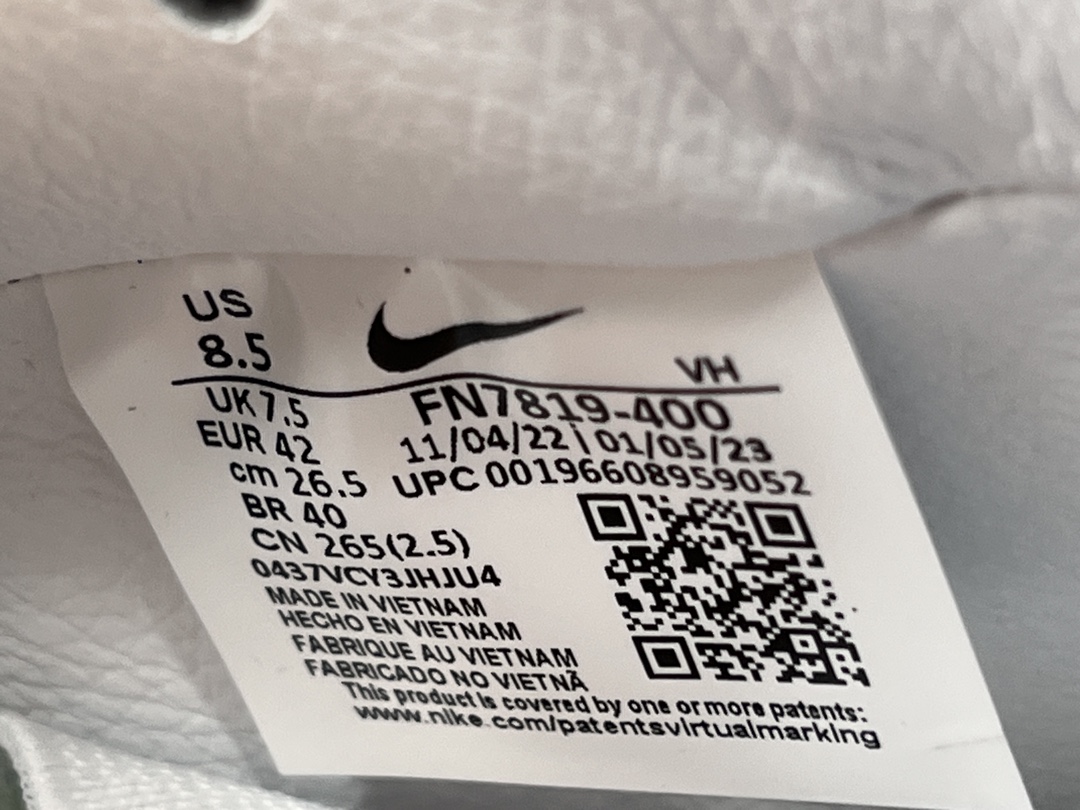 US
8.5
VH
UK 7.5
FN7819-400
EUR 42
11/04/22 \ 01/05/23
cm 26.5
UPC 00196608959052
BR 40
CN 265(2.5)
0437VCY3JHJU4
MADE IN VIETNAM
HECHO EN VIETNAM
FABRIQUE AU VIETNAM
FABRICADO NO VIETNÃ
This product is covered by one or more patents:
www.nike.com/patentsvirtualmarking